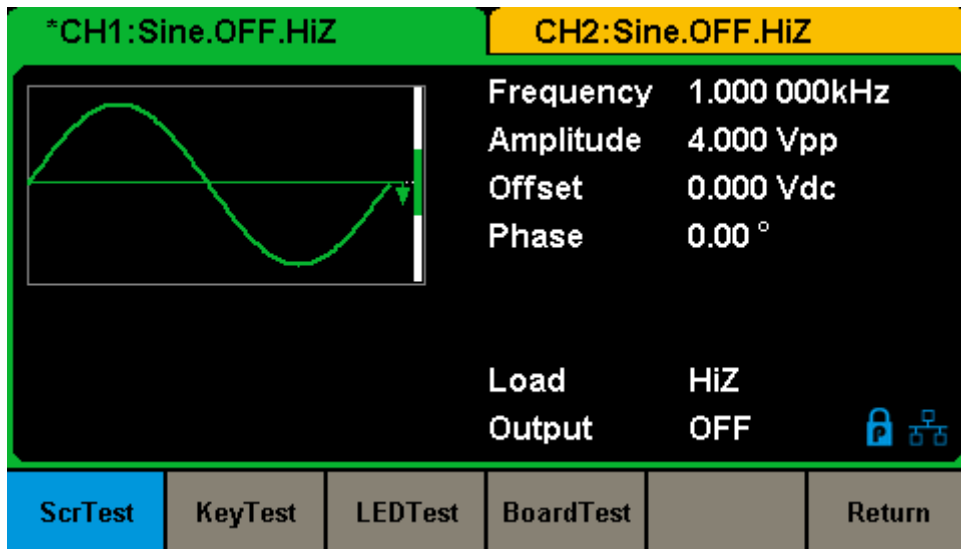 *CH1:Sine.OFF.HiZ CH2:Sine.OFF.HiZ
Frequency 1.000 000kHz
Amplitude 4.000 Vpp
Offset 0.000 Vdc
Phase 0.00 °
Load HiZ
Output OFF P
ScrTest KeyTest LEDTest BoardTest Return